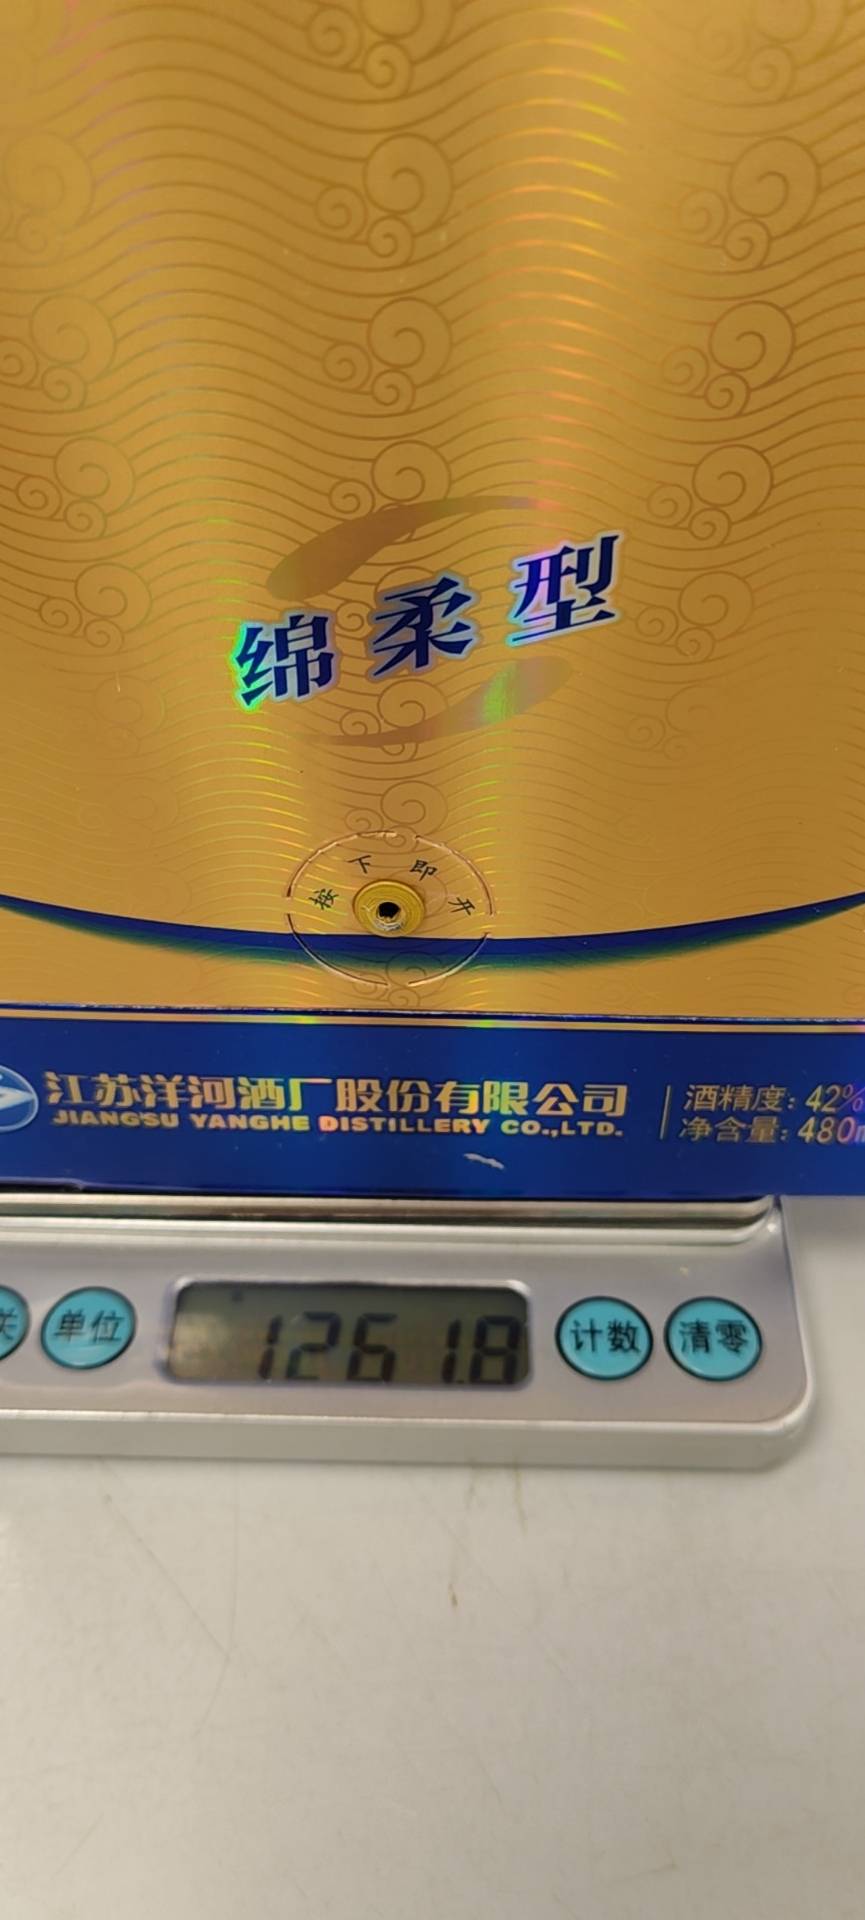 绵柔型
按下即开
江苏洋河酒厂股份有限公司
JIANGSU YANGHE DISTILLERY CO.,LTD.
酒精度: 42%
净含量: 480m
关 单位 1261.8 计数 清零